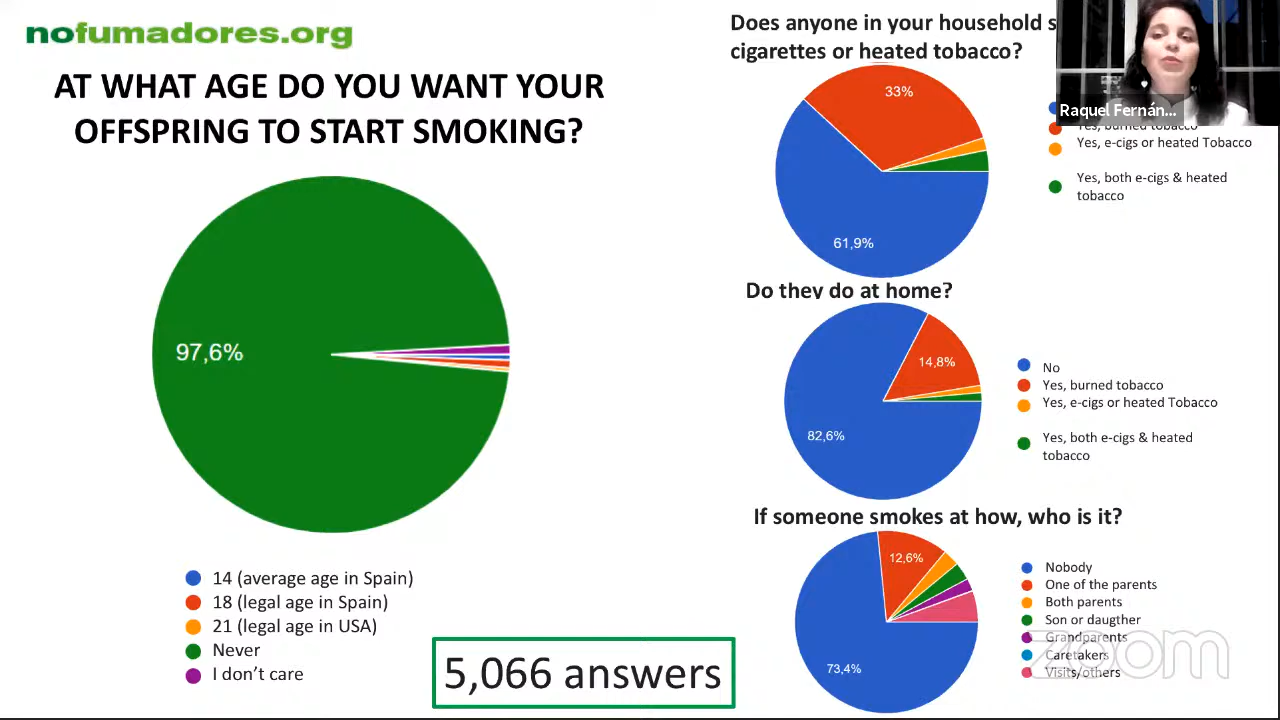 nofumadores.org
AT WHAT AGE DO YOU WANT YOUR
OFFSPRING TO START SMOKING?
97,6%
14 (average age in Spain)
18 (legal age in Spain)
21 (legal age in USA)
Never
I don't care
5,066 answers
Does anyone in your household
cigarettes or heated tobacco?
33%
61,9%
Raquel Fernán...
Yes, burned tobacco
Yes, e-cigs or heated Tobacco
Yes, both e-cigs & heated
tobacco
Do they do at home?
14,8%
82,6%
No
Yes, burned tobacco
Yes, e-cigs or heated Tobacco
Yes, both e-cigs & heated
tobacco
If someone smokes at how, who is it?
12,6%
73,4%
Nobody
One of the parents
Both parents
Son or daugther
Grandparents
Caretakers
Visits/others
zoom